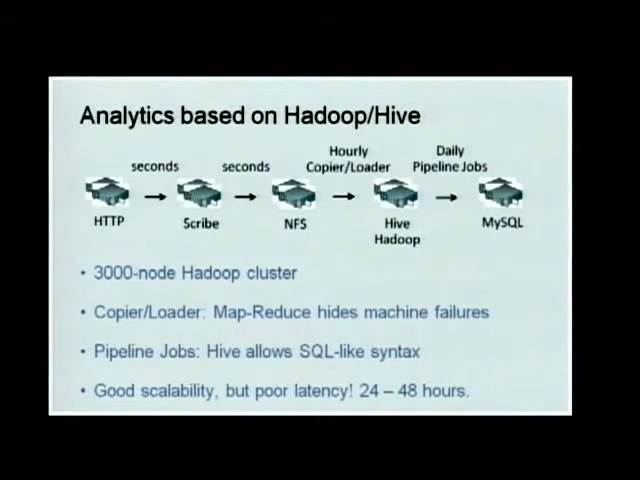 Analytics based on Hadoop/Hive
seconds seconds Hourly Copier/Loader Daily Pipeline Jobs
HTTP Scribe NFS Hive Hadoop MySQL
• 3000-node Hadoop cluster
• Copier/Loader: Map-Reduce hides machine failures
• Pipeline Jobs: Hive allows SQL-like syntax
• Good scalability, but poor latency! 24 – 48 hours.